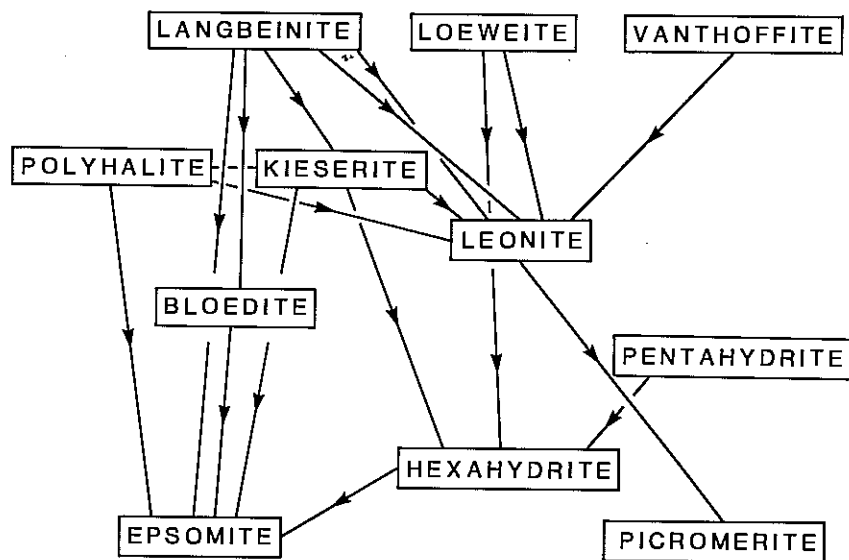 LANGBEINITE
LOEWEITE
VANTHOFFITE
POLYHALITE
KIESERITE
LEONITE
BLOEDITE
PENTAHYDRITE
HEXAHYDRITE
EPSOMITE
PICROMERITE